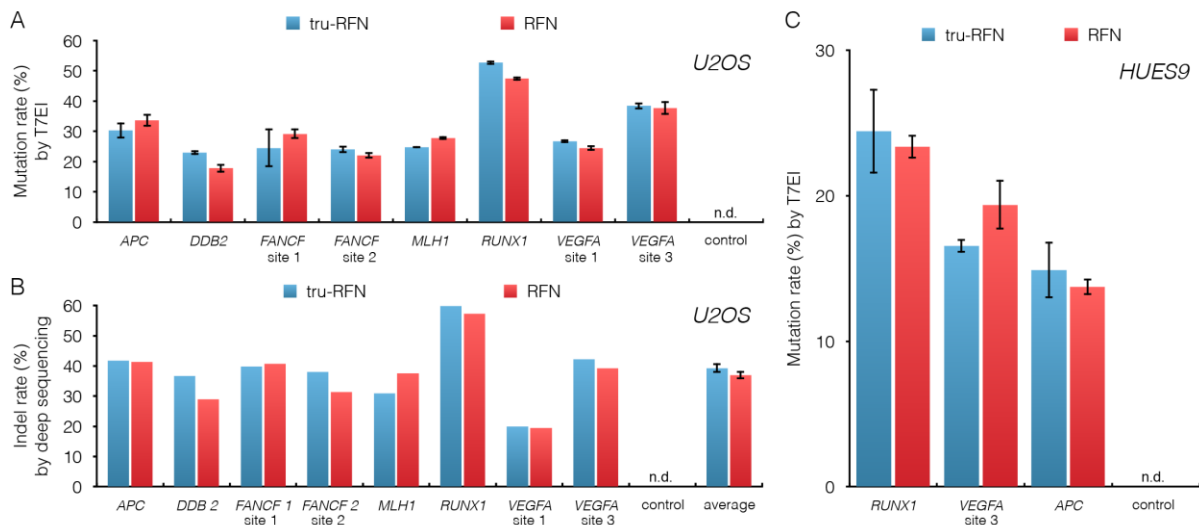 A
tru-RFN
RFN
U2OS
Mutation rate (%)
by T7EI
60
50
40
30
20
10
0
n.d.
APC
DDB2
FANCF
site 1
FANCF
site 2
MLH1
RUNX1
VEGFA
site 1
VEGFA
site 3
control
B
tru-RFN
RFN
U2OS
Indel rate (%)
by deep sequencing
60
50
40
30
20
10
0
n.d.
APC
DDB 2
FANCF 1
site 1
FANCF 2
site 2
MLH1
RUNX1
VEGFA
site 1
VEGFA
site 3
control
average
C
tru-RFN
RFN
HUES9
Mutation rate (%) by T7EI
30
20
10
0
n.d.
RUNX1
VEGFA
site 3
APC
control